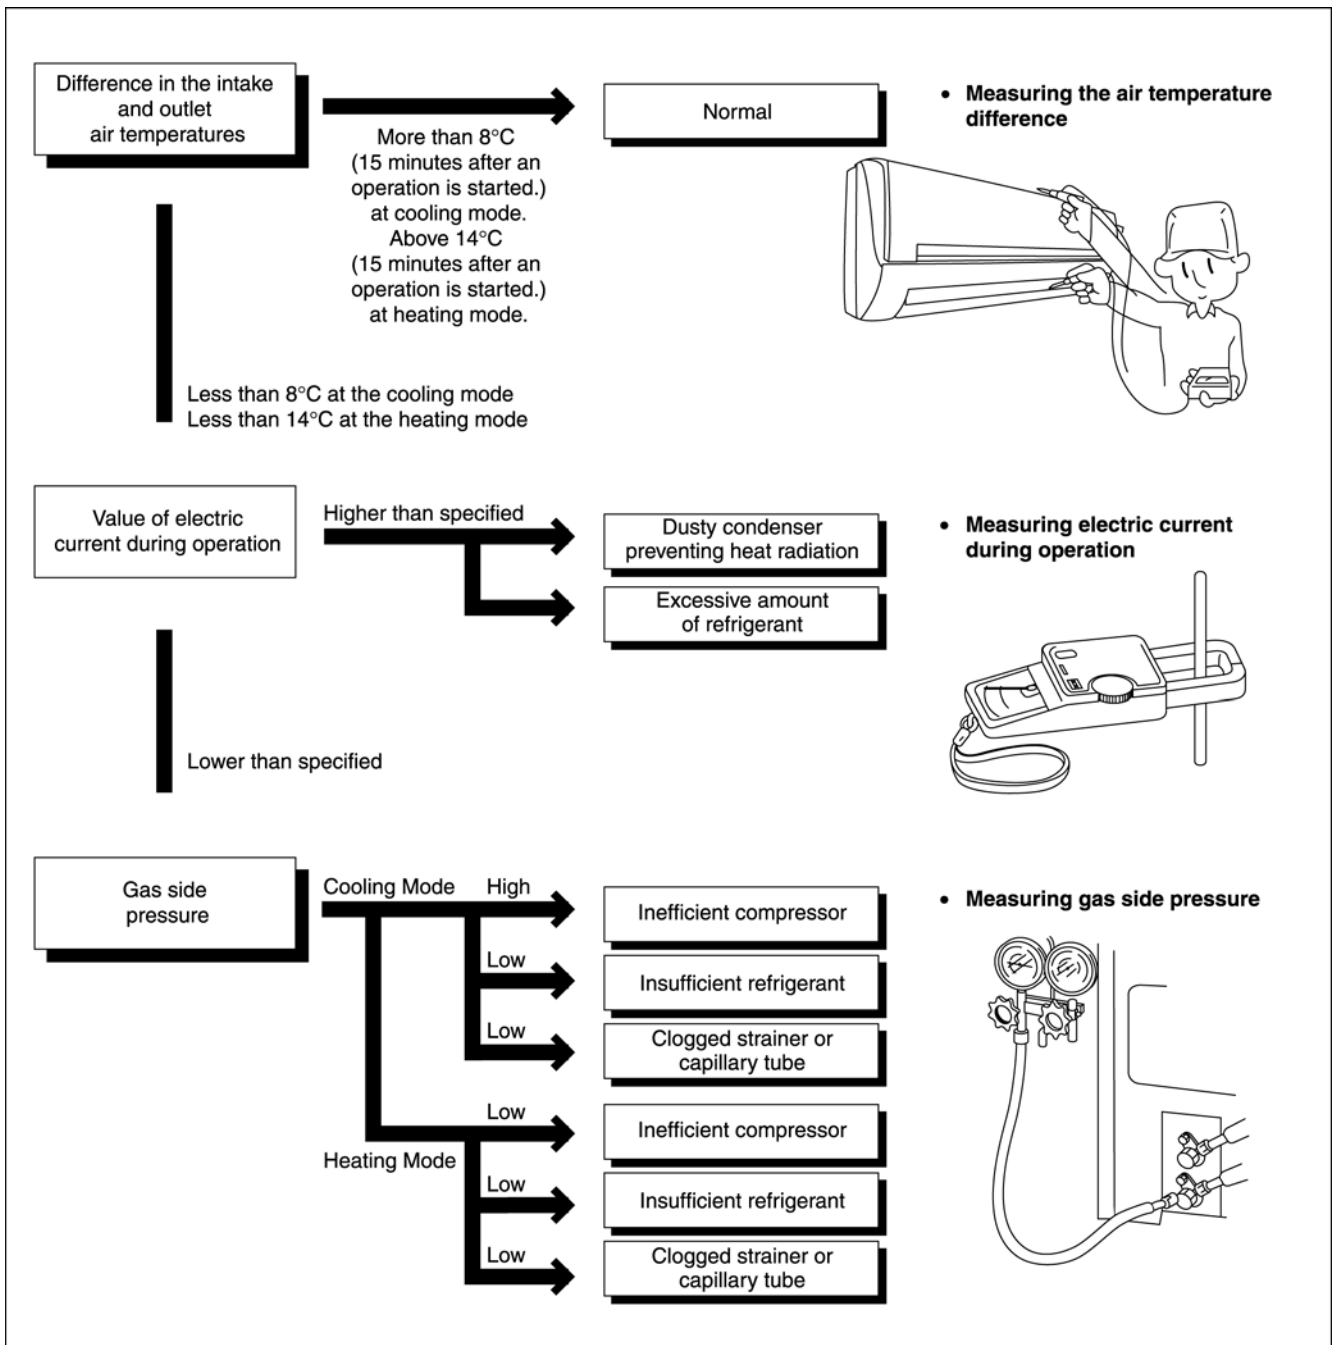 Difference in the intake
and outlet
air temperatures
More than 8°C
(15 minutes after an
operation is started.)
at cooling mode.
Above 14°C
(15 minutes after an
operation is started.)
at heating mode.
Normal
• Measuring the air temperature
difference
Less than 8°C at the cooling mode
Less than 14°C at the heating mode
Value of electric
current during operation
Higher than specified
Dusty condenser
preventing heat radiation
Excessive amount
of refrigerant
• Measuring electric current
during operation
Lower than specified
Gas side
pressure
Cooling Mode
High
Inefficient compressor
Low
Insufficient refrigerant
Low
Clogged strainer or
capillary tube
Heating Mode
Low
Inefficient compressor
Low
Insufficient refrigerant
Low
Clogged strainer or
capillary tube
• Measuring gas side pressure